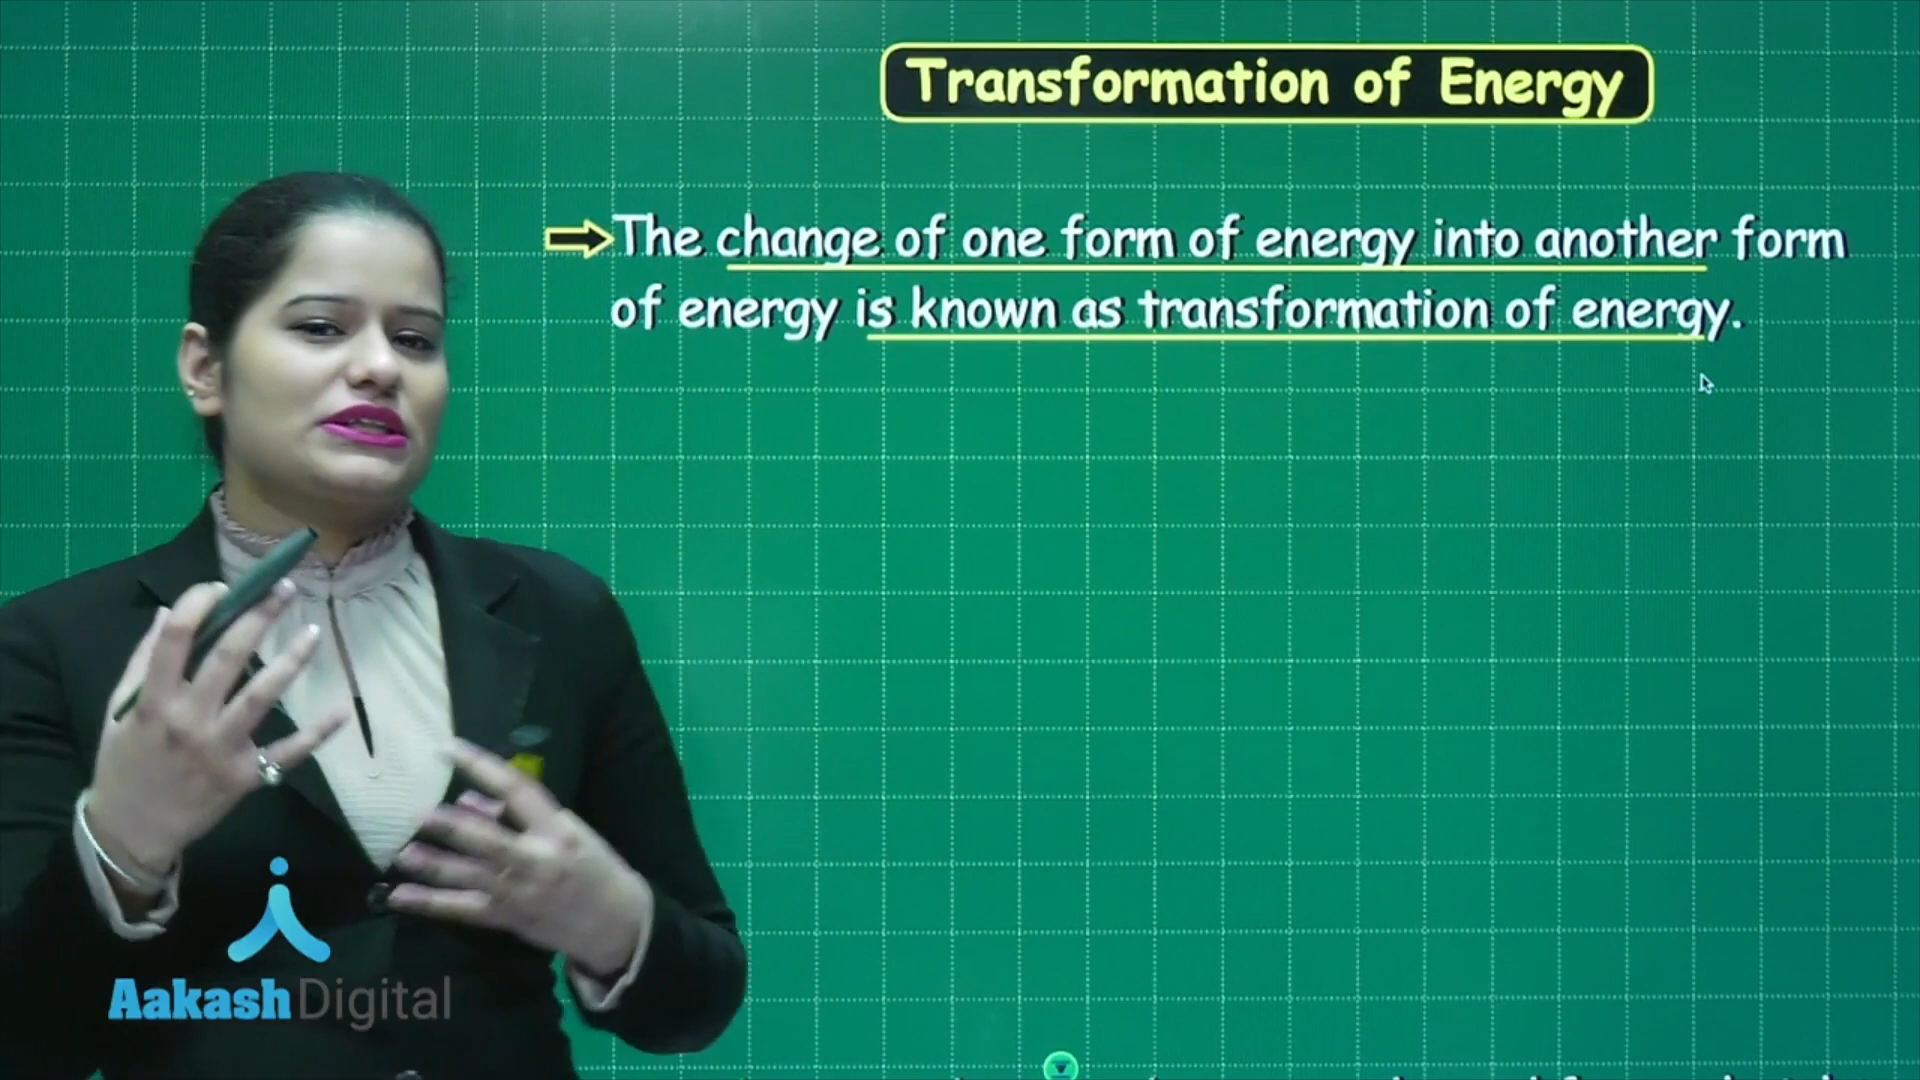 Transformation of Energy
The change of one form of energy into another form
of energy is known as transformation of energy.
Aakash Digital